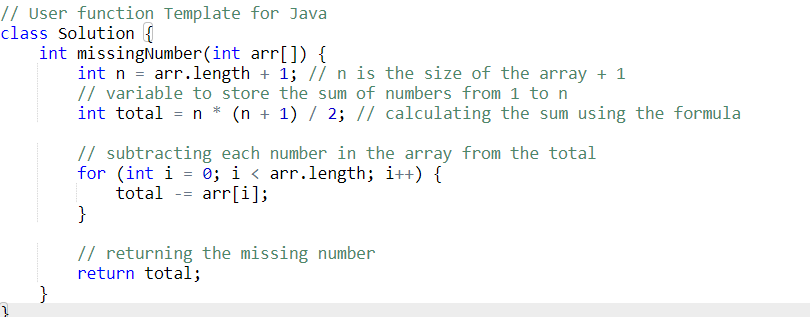 // User function Template for Java
class Solution {
    int missingNumber(int arr[]) {
        int n = arr.length + 1; // n is the size of the array + 1
        // variable to store the sum of numbers from 1 to n
        int total = n * (n + 1) / 2; // calculating the sum using the formula

        // subtracting each number in the array from the total
        for (int i = 0; i < arr.length; i++) {
            total -= arr[i];
        }

        // returning the missing number
        return total;
    }
}